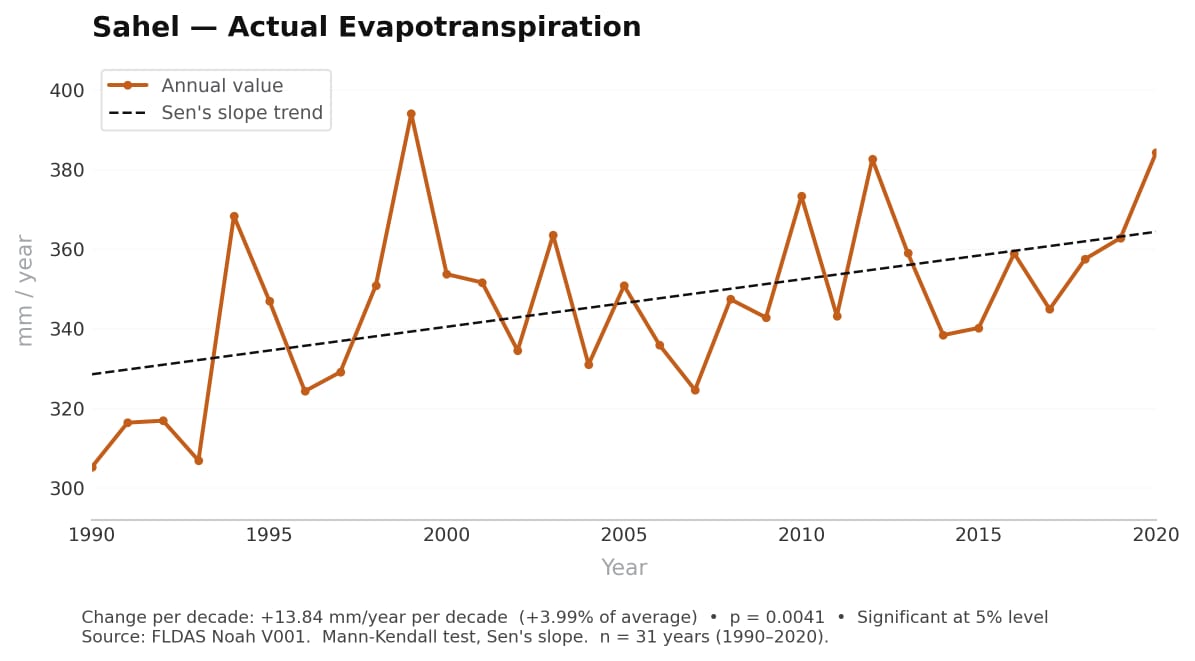 Sahel — Actual Evapotranspiration
Annual value
Sen's slope trend
400
380
360
340
320
300
mm / year
1990
1995
2000
2005
2010
2015
2020
Year
Change per decade: +13.84 mm/year per decade  (+3.99% of average)  •  p = 0.0041  •  Significant at 5% level
Source: FLDAS Noah V001.  Mann-Kendall test, Sen's slope.  n = 31 years (1990–2020).